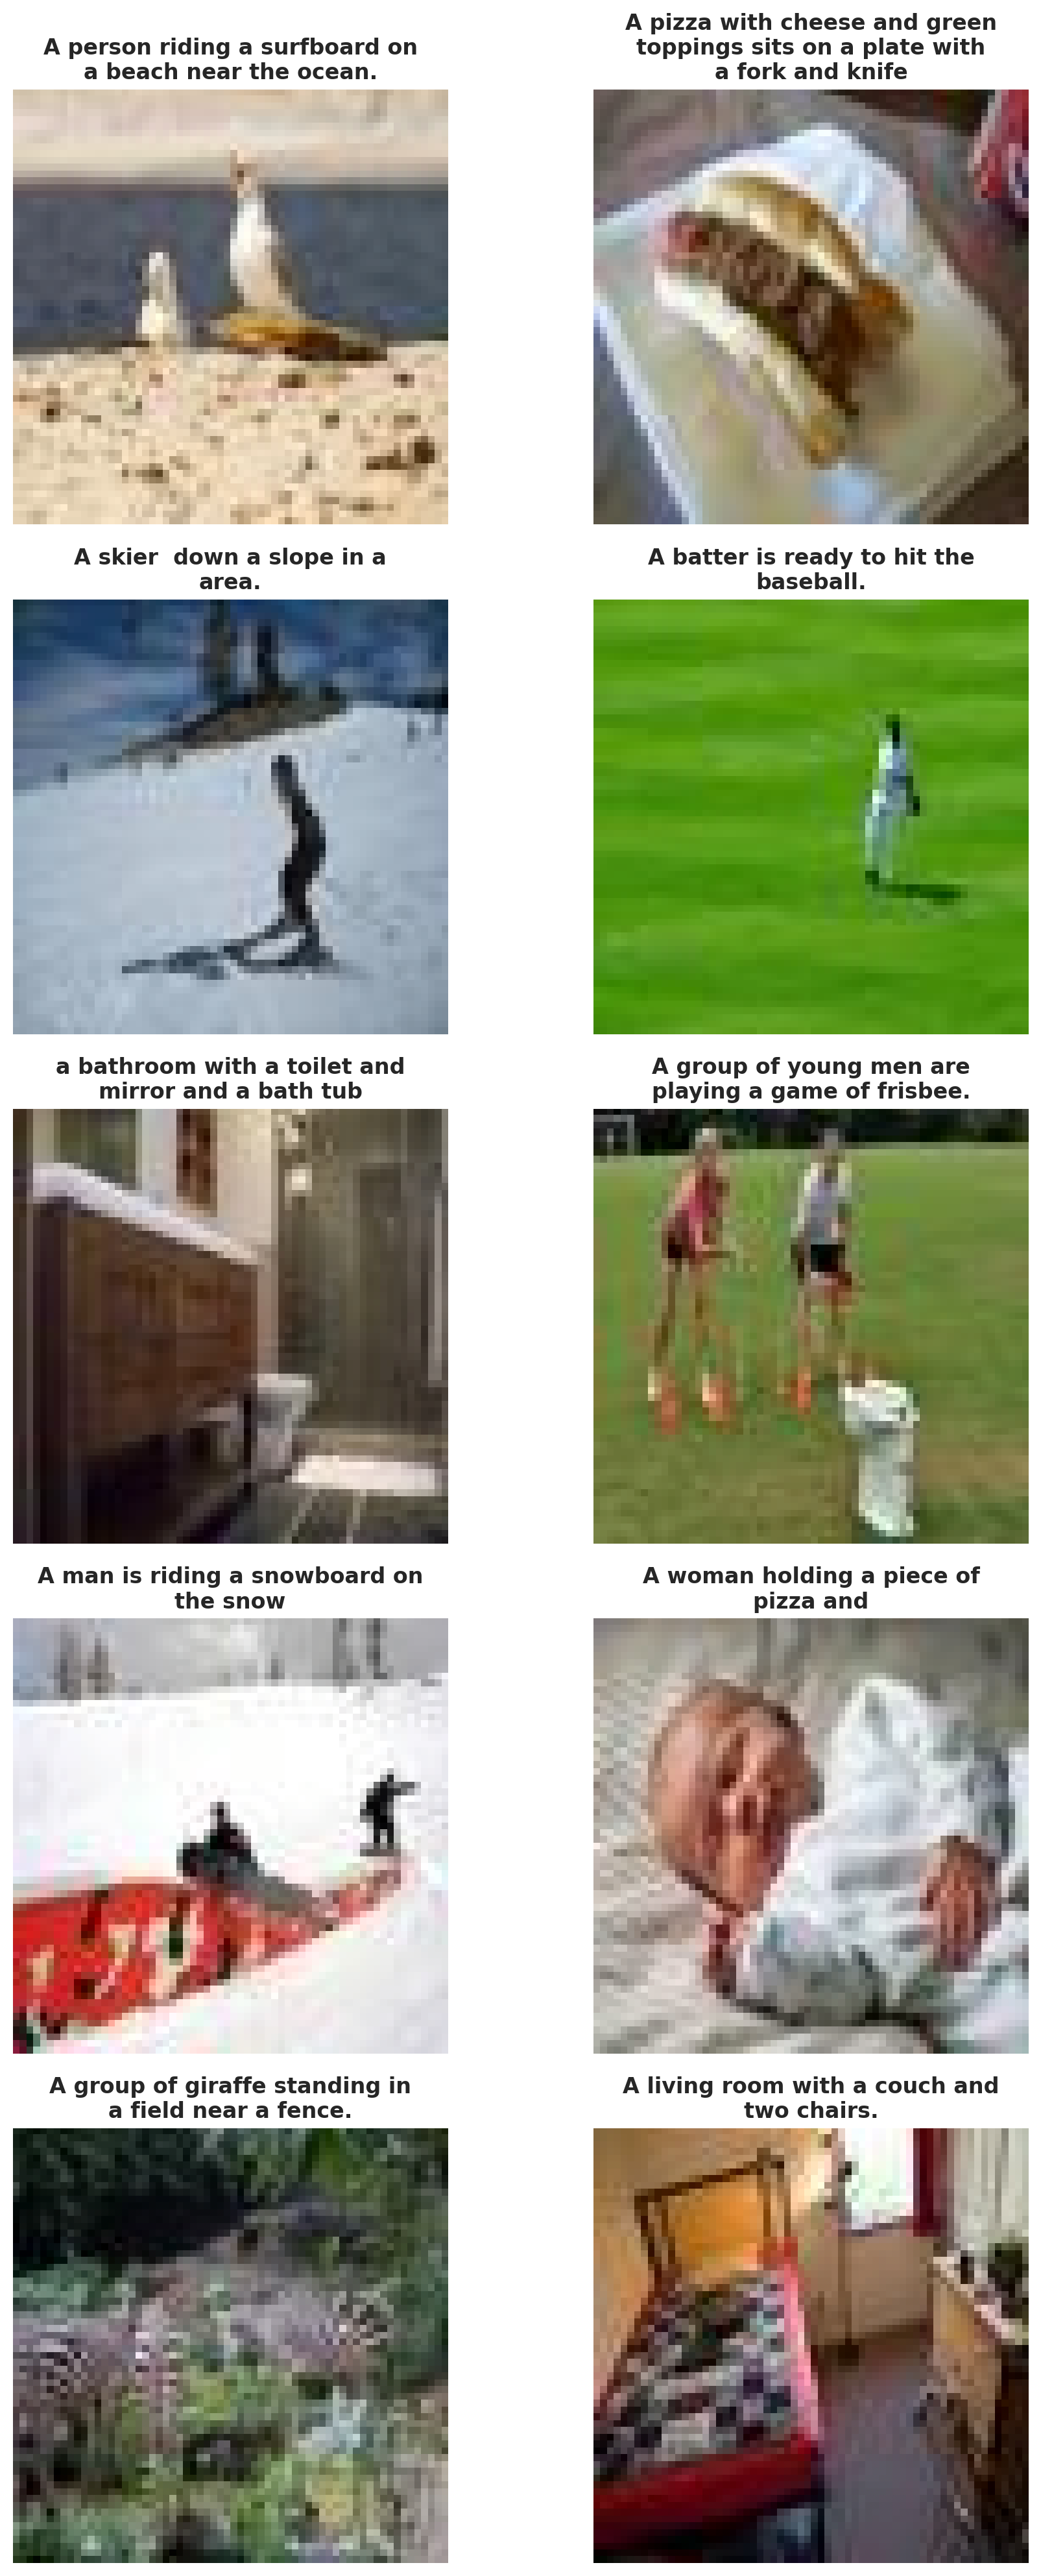 A person riding a surfboard on
a beach near the ocean.
A pizza with cheese and green
toppings sits on a plate with
a fork and knife
A skier  down a slope in a
area.
A batter is ready to hit the
baseball.
a bathroom with a toilet and
mirror and a bath tub
A group of young men are
playing a game of frisbee.
A man is riding a snowboard on
the snow
A woman holding a piece of
pizza and
A group of giraffe standing in
a field near a fence.
A living room with a couch and
two chairs.